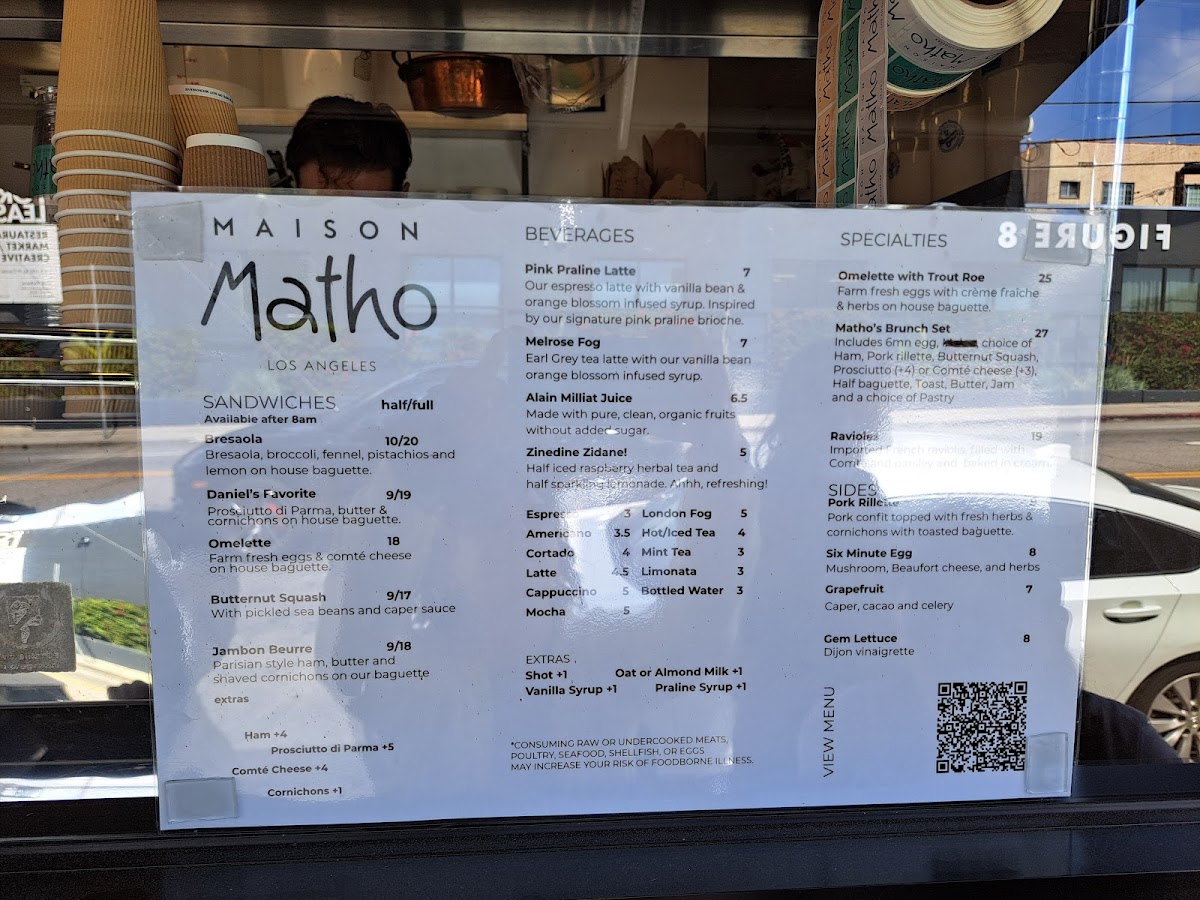 MAISON
Matho
LOS ANGELES
SANDWICHES half/full
Available after 8am
Bresaola 10/20
Bresaola, broccoli, fennel, pistachios and
lemon on house baguette.
Daniel's Favorite 9/19
Prosciutto di Parma, butter &
cornichons on house baguette.
Omelette 18
Farm fresh eggs & comté cheese
on house baguette.
Butternut Squash 9/17
With pickled sea beans and caper sauce
Jambon Beurre 9/18
Parisian style ham, butter and
shaved cornichons on our baguette
extras
Ham +4
Prosciutto di Parma +5
Comté Cheese +4
Cornichons +1
BEVERAGES
Pink Praline Latte 7
Our espresso latte with vanilla bean &
orange blossom infused syrup. Inspired
by our signature pink praline brioche.
Melrose Fog 7
Earl Grey tea latte with our vanilla bean
orange blossom infused syrup.
Alain Milliat Juice 6.5
Made with pure, clean, organic fruits
without added sugar.
Zinedine Zidane! 5
Half iced raspberry herbal tea and
half sparkling lemonade. Ahhh, refreshing!
Espresso 3 London Fog 5
Americano 3.5 Hot/Iced Tea 4
Cortado 4 Mint Tea 3
Latte 4.5 Limonata 3
Cappuccino 5 Bottled Water 3
Mocha 5
EXTRAS
Shot +1 Oat or Almond Milk +1
Vanilla Syrup +1 Praline Syrup +1
*CONSUMING RAW OR UNDERCOOKED MEATS,
POULTRY, SEAFOOD, SHELLFISH, OR EGGS
MAY INCREASE YOUR RISK OF FOODBORNE ILLNESS.
SPECIALTIES
Omelette with Trout Roe 25
Farm fresh eggs with crème fraîche
& herbs on house baguette.
Matho's Brunch Set 27
Includes 6mn egg, choice of
Ham, Pork rillette, Butternut Squash,
Prosciutto (+4) or Comté cheese (+3),
Half baguette, Toast, Butter, Jam
and a choice of Pastry
Ravioles 19
Imported French raviolis, filled with
Comté and parsley and baked in cream
SIDES
Pork Rillette
Pork confit topped with fresh herbs &
cornichons with toasted baguette.
Six Minute Egg 8
Mushroom, Beaufort cheese, and herbs
Grapefruit 7
Caper, cacao and celery
Gem Lettuce 8
Dijon vinaigrette
VIEW MENU
FIGURE 8
Matho
Matho
Matho
Matho